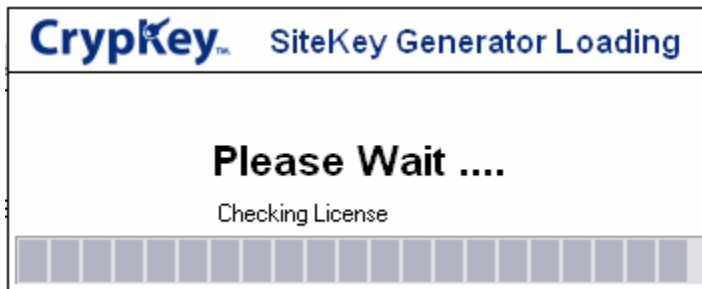 CrypKey™ SiteKey Generator Loading
Please Wait ....
Checking License